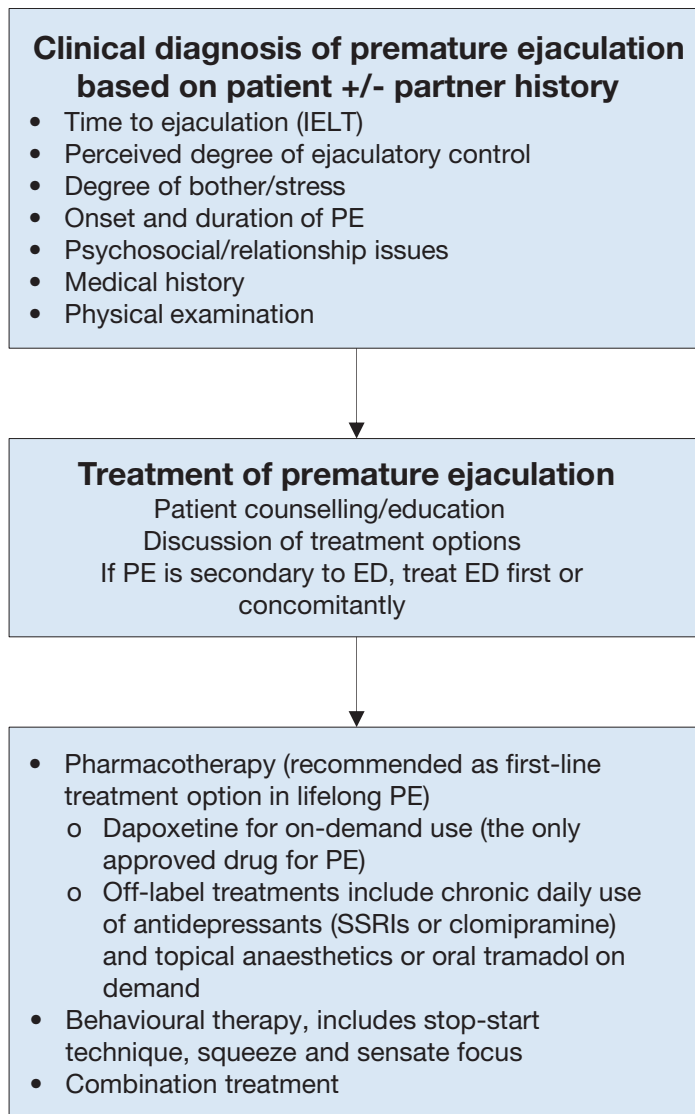 Clinical diagnosis of premature ejaculation
based on patient +/- partner history
• Time to ejaculation (IELT)
• Perceived degree of ejaculatory control
• Degree of bother/stress
• Onset and duration of PE
• Psychosocial/relationship issues
• Medical history
• Physical examination
Treatment of premature ejaculation
Patient counselling/education
Discussion of treatment options
If PE is secondary to ED, treat ED first or
concomitantly
• Pharmacotherapy (recommended as first-line
treatment option in lifelong PE)
o Dapoxetine for on-demand use (the only
approved drug for PE)
o Off-label treatments include chronic daily use
of antidepressants (SSRIs or clomipramine)
and topical anaesthetics or oral tramadol on
demand
• Behavioural therapy, includes stop-start
technique, squeeze and sensate focus
• Combination treatment